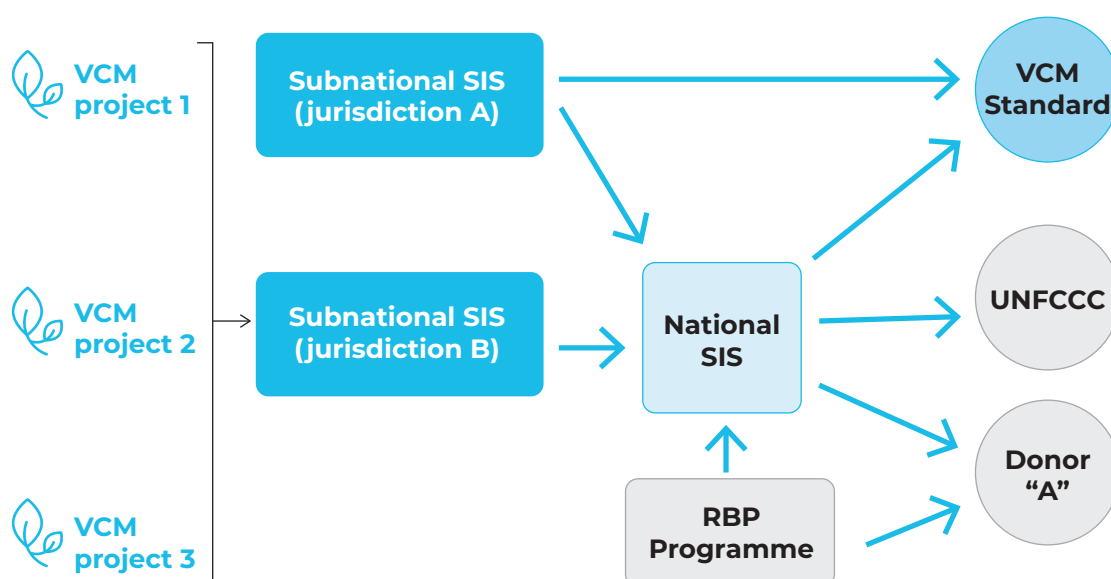 VCM
project 1
Subnational SIS
(jurisdiction A)
VCM
Standard
VCM
project 2
Subnational SIS
(jurisdiction B)
National
SIS
UNFCCC
VCM
project 3
RBP
Programme
Donor
“A”